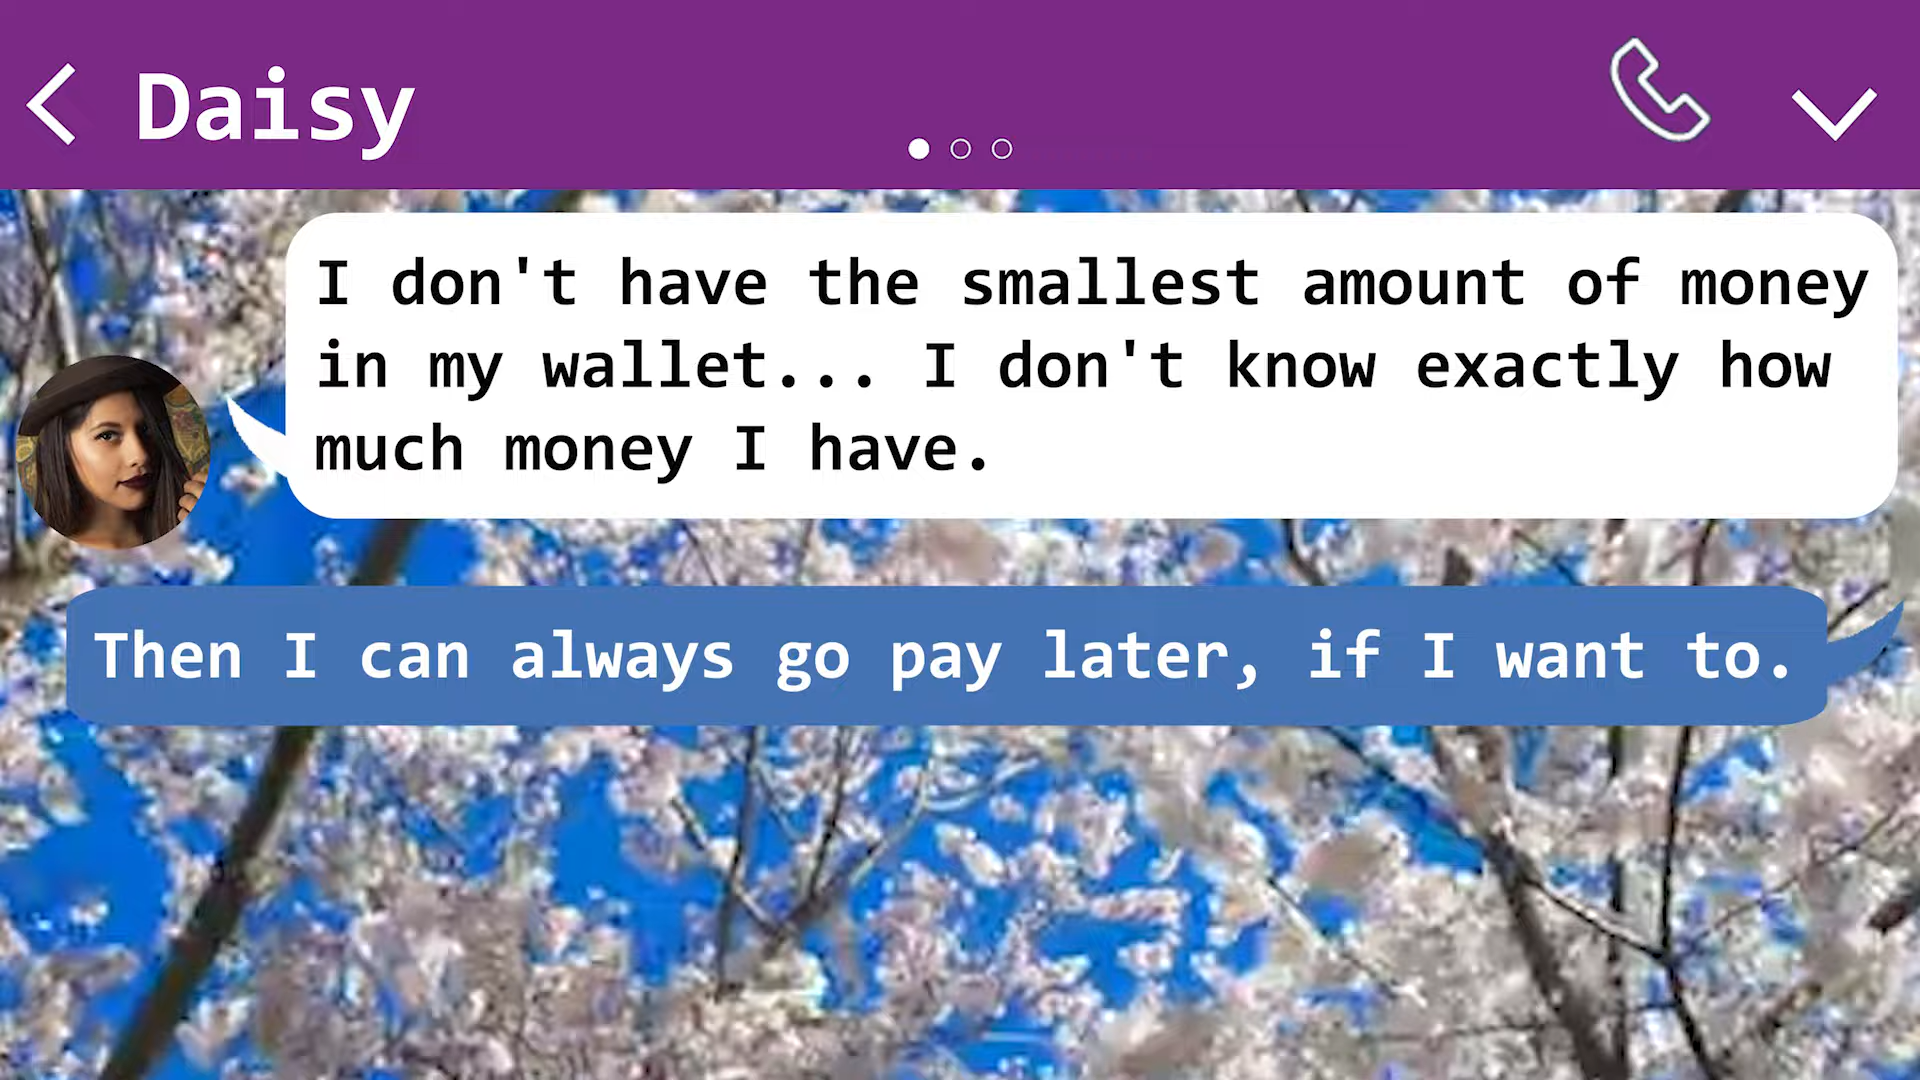 Daisy
I don't have the smallest amount of money
in my wallet... I don't know exactly how
much money I have.
Then I can always go pay later, if I want to.